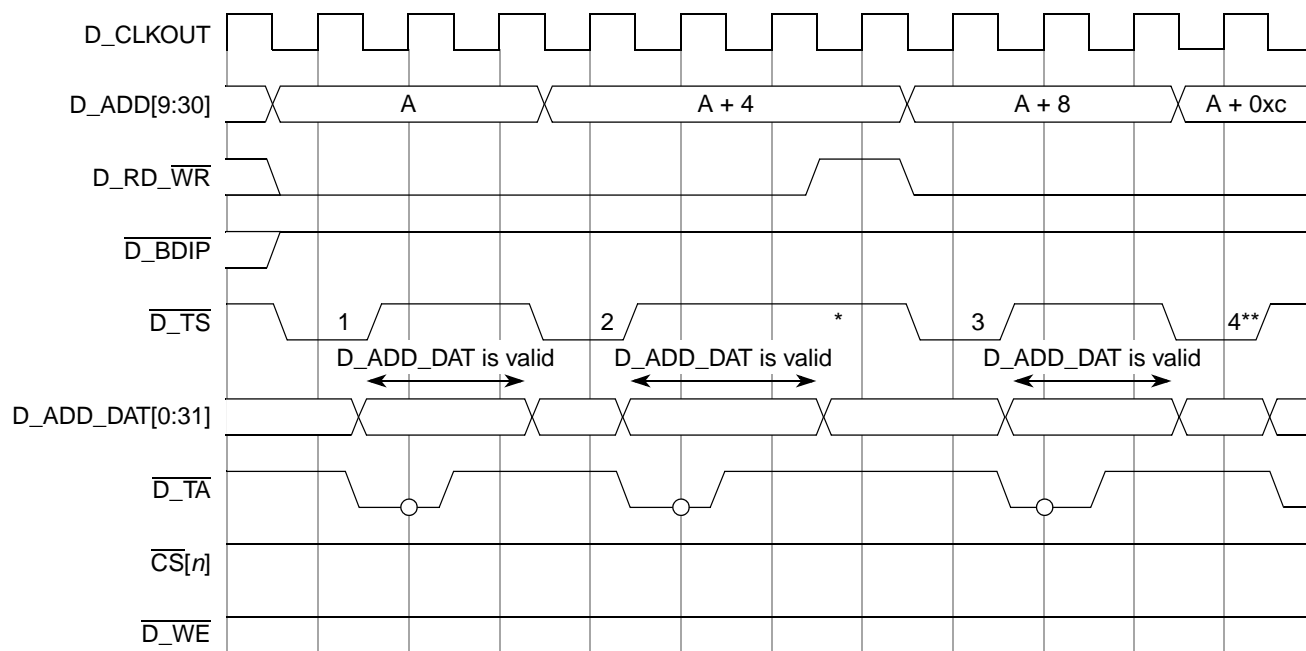 D_CLKOUT
D_ADD[9:30] A A + 4 A + 8 A + 0xc
D_RD_WR
D_BDIP
D_TS 1 2 * 3 4**
D_ADD_DAT is valid D_ADD_DAT is valid D_ADD_DAT is valid
D_ADD_DAT[0:31]
D_TA
CS[n]
D_WE